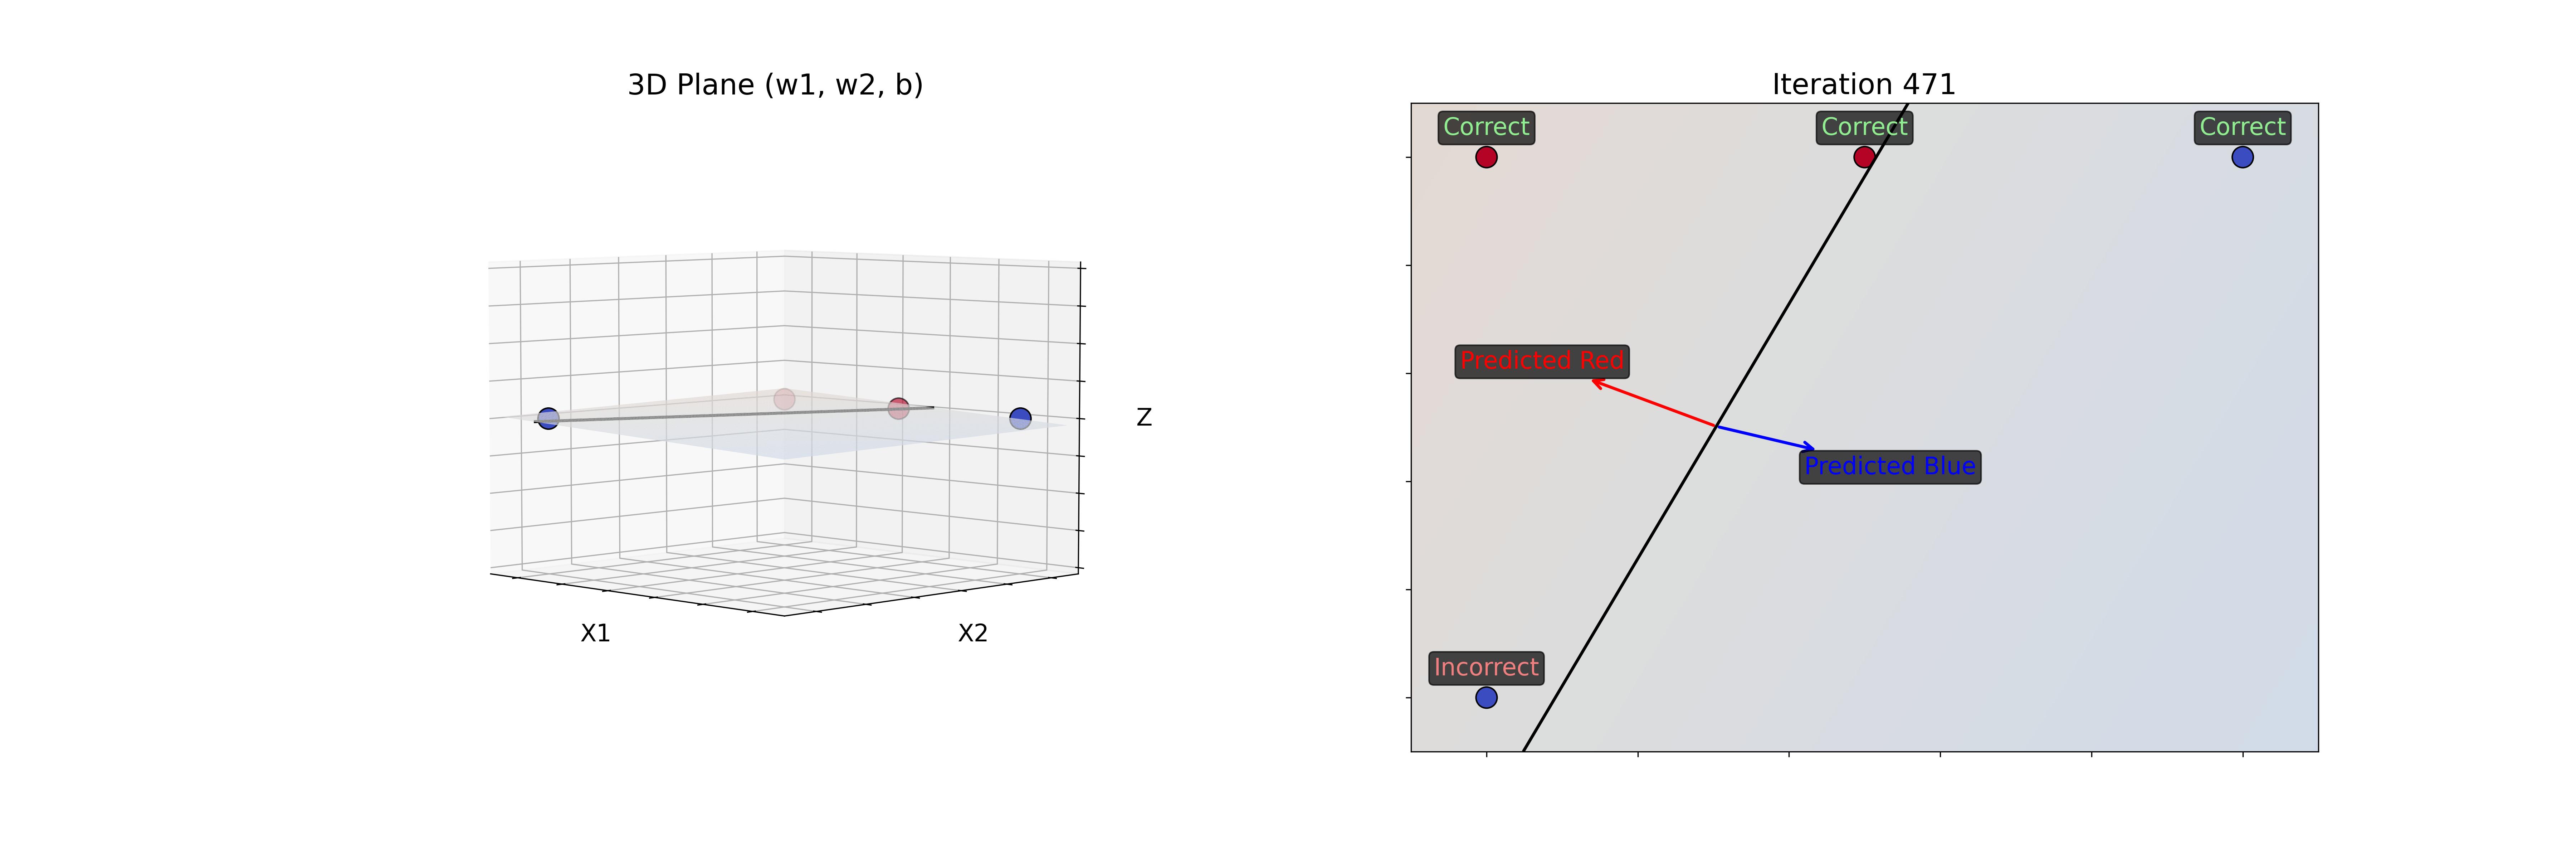 3D Plane (w1, w2, b)
Z
X1
X2
Iteration 471
Correct
Correct
Correct
Predicted Red
Predicted Blue
Incorrect